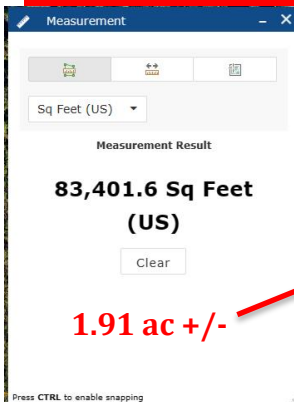 Measurement
Sq Feet (US)
Measurement Result
83,401.6 Sq Feet
(US)
Clear
1.91 ac +/-
Press CTRL to enable snapping